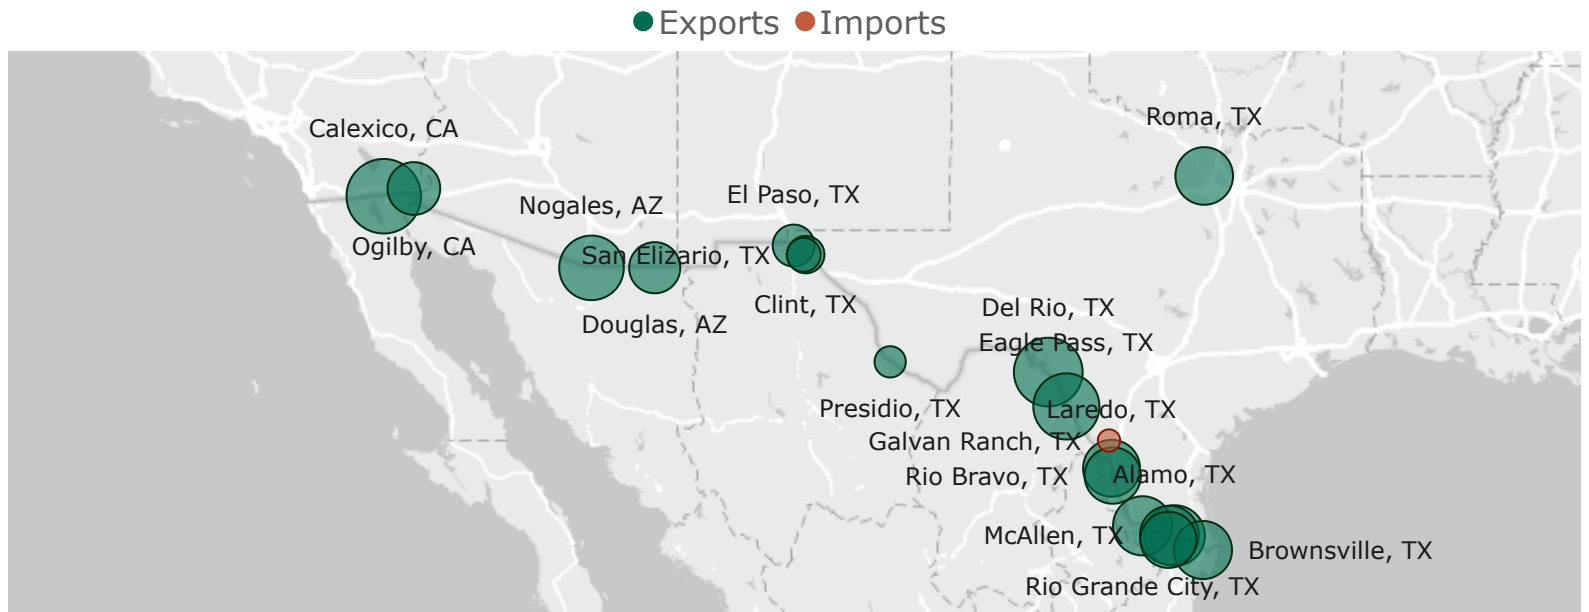 Exports Imports
Roma, TX
Calexico, CA
El Paso, TX
Nogales, AZ
Ogilby, CA
San Elizario, TX
Clint, TX
Del Rio, TX
Douglas, AZ
Eagle Pass, TX
Presidio, TX
Laredo, TX
Galvan Ranch, TX
Rio Bravo, TX
Alamo, TX
McAllen, TX
Brownsville, TX
Rio Grande City, TX